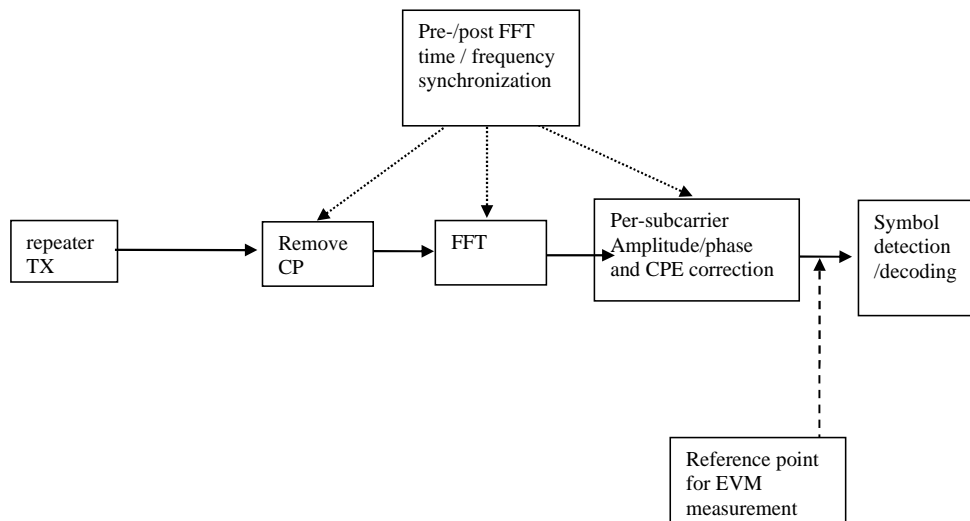 Pre-/post FFT
time / frequency
synchronization
repeater
TX
Remove
CP
FFT
Per-subcarrier
Amplitude/phase
and CPE correction
Symbol
detection
/decoding
Reference point
for EVM
measurement